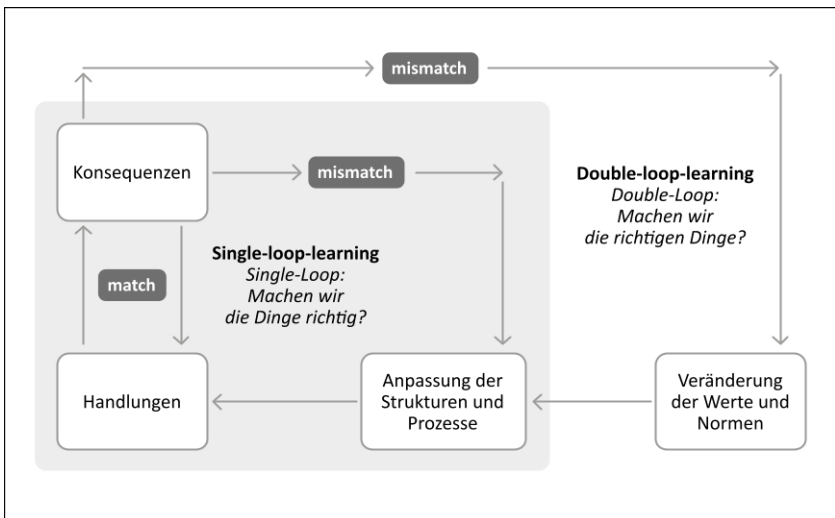 mismatch
Konsequenzen
mismatch
Double-loop-learning
Double-Loop:
Machen wir
die richtigen Dinge?
Single-loop-learning
Single-Loop:
Machen wir
die Dinge richtig?
match
Handlungen
Anpassung der
Strukturen und
Prozesse
Veränderung
der Werte und
Normen